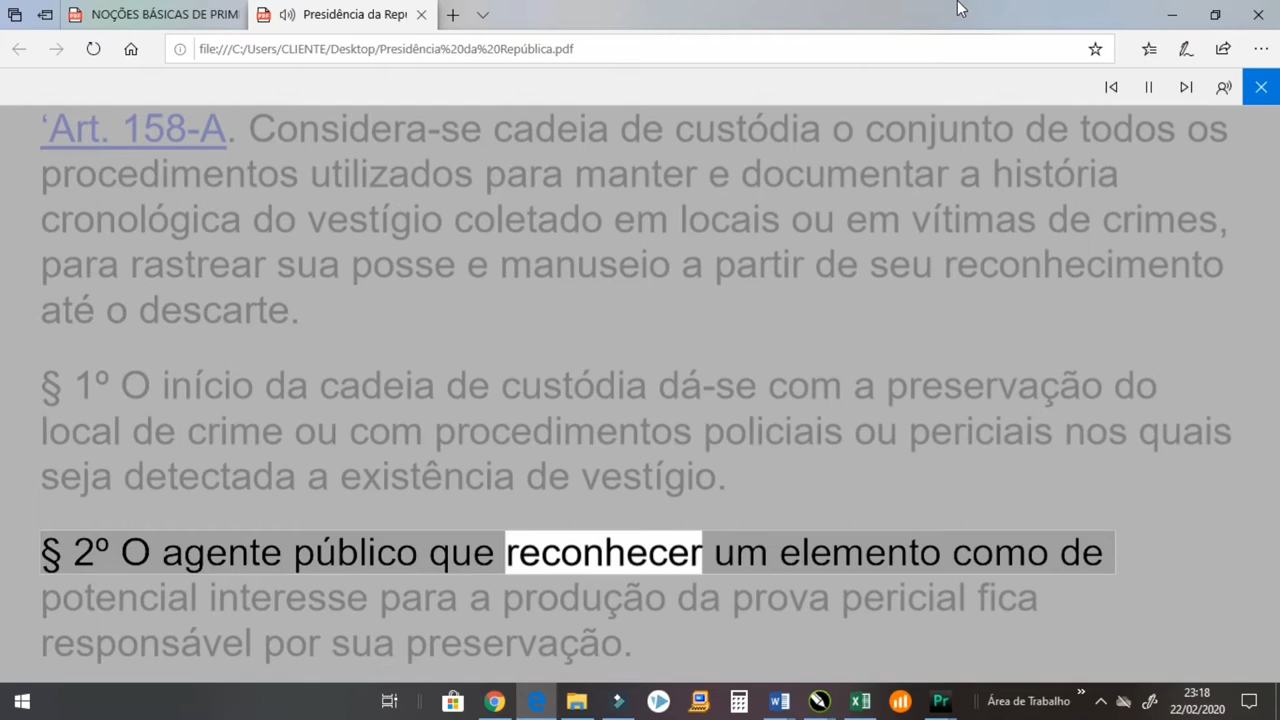 NOÇÕES BÁSICAS DE PRIM
Presidência da Repú
file:///C:/Users/CLIENTE/Desktop/Presidência%20da%20República.pdf
‘Art. 158-A. Considera-se cadeia de custódia o conjunto de todos os
procedimentos utilizados para manter e documentar a história
cronológica do vestígio coletado em locais ou em vítimas de crimes,
para rastrear sua posse e manuseio a partir de seu reconhecimento
até o descarte.
§ 1º O início da cadeia de custódia dá-se com a preservação do
local de crime ou com procedimentos policiais ou periciais nos quais
seja detectada a existência de vestígio.
§ 2º O agente público que reconhecer um elemento como de
potencial interesse para a produção da prova pericial fica
responsável por sua preservação.
Pr
Área de Trabalho
23:18
22/02/2020